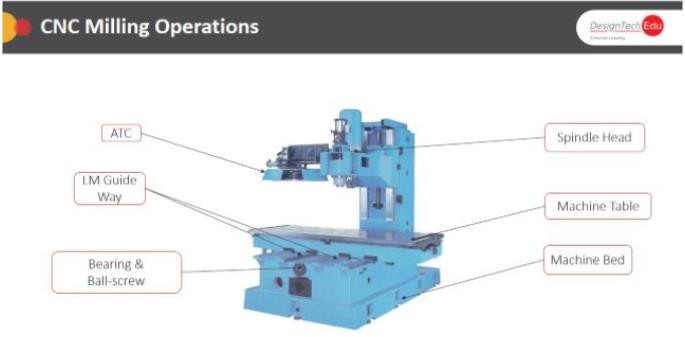 CNC Milling Operations
DesignTech Edu
ATC
Spindle Head
LM Guide
Way
Machine Table
Bearing &
Ball-screw
Machine Bed